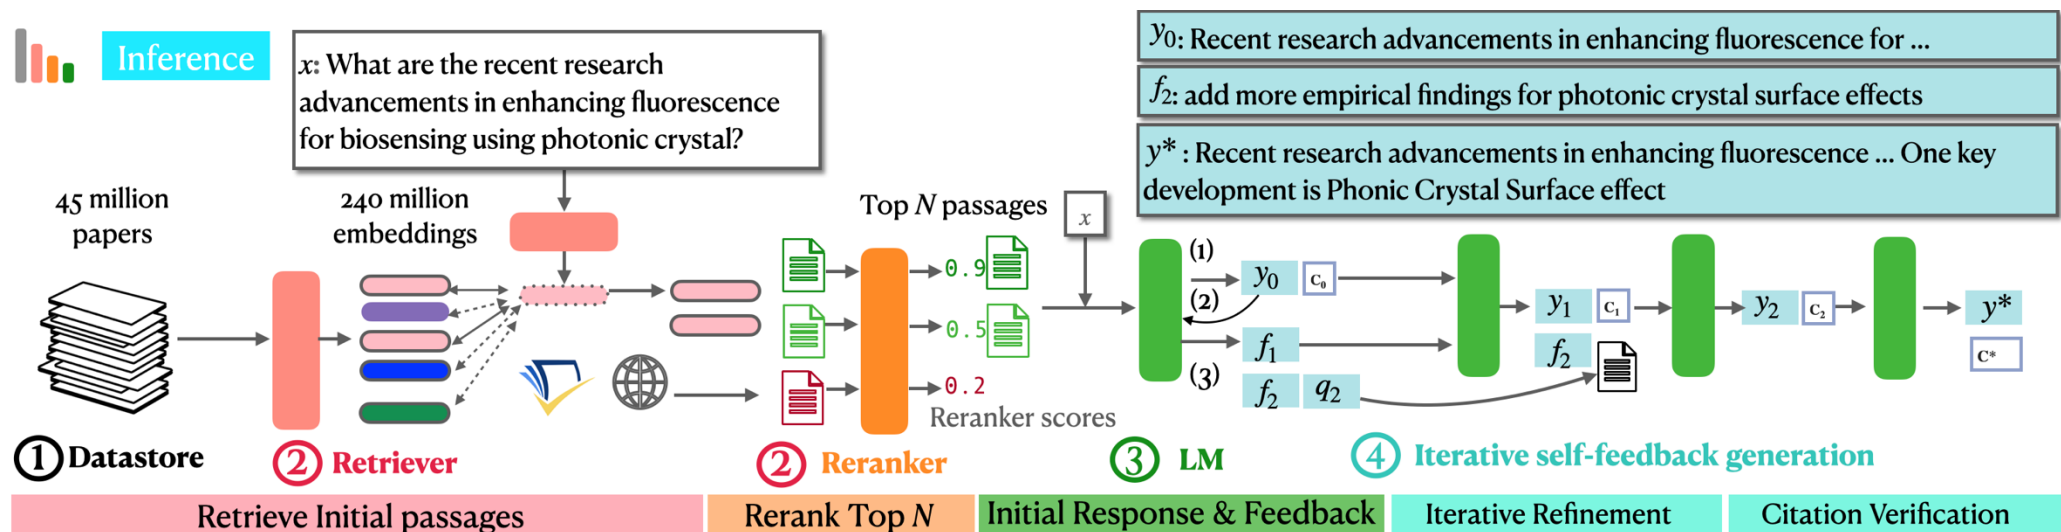 Inference
x: What are the recent research
advancements in enhancing fluorescence
for biosensing using photonic crystal?
y0: Recent research advancements in enhancing fluorescence for ...
f2: add more empirical findings for photonic crystal surface effects
y* : Recent research advancements in enhancing fluorescence ... One key
development is Phonic Crystal Surface effect
45 million
papers
240 million
embeddings
Top N passages
x
0.9
0.5
0.2
Reranker scores
(1)
y0 C0
(2)
f1
(3)
f2 q2
y1 C1
f2
y2 C2
y*
C*
1 Datastore
2 Retriever
2 Reranker
3 LM
4 Iterative self-feedback generation
Retrieve Initial passages
Rerank Top N
Initial Response & Feedback
Iterative Refinement
Citation Verification